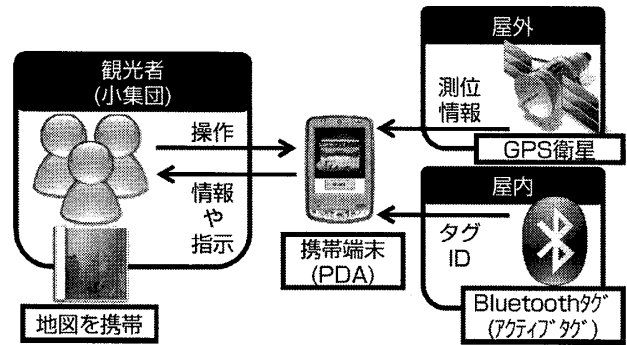 観光者
(小集団)
操作
情報
や
指示
地図を携帯
携帯端末
(PDA)
屋外
測位
情報
GPS衛星
屋内
タグ
ID
Bluetoothﾀｸﾞ
(ｱｸﾃｨﾌﾞﾀｸﾞ)